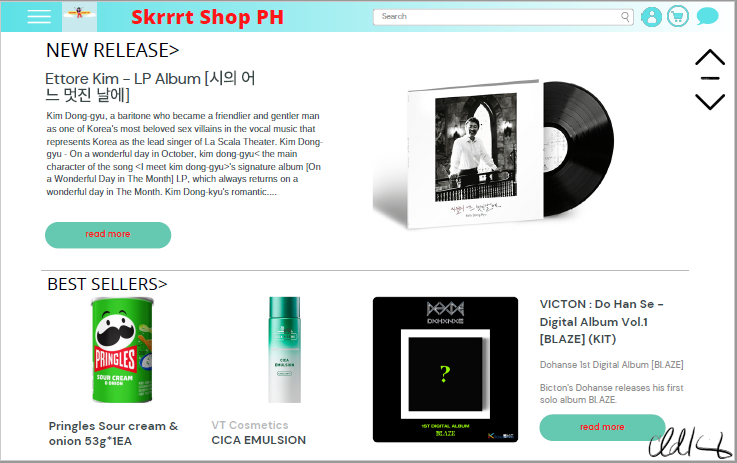 Skrrrt Shop PH
Search
NEW RELEASE>
Ettore Kim – LP Album [시의 어
느 멋진 날에]
Kim Dong-gyu, a baritone who became a friendlier and gentler man
as one of Korea's most beloved sex villains in the vocal music that
represents Korea as the lead singer of La Scala Theater. Kim Dong-
gyu - On a wonderful day in October, kim dong-gyu< the main
character of the song <I meet kim dong-gyu>'s signature album [On
a Wonderful Day in The Month] LP, which always returns on a
wonderful day in The Month. Kim Dong-kyu's romantic....
read more
BEST SELLERS>
PRINGLES
SOUR CREAM
& ONION
Pringles Sour cream &
onion 53g*1EA
CICA
EMULSION
VT Cosmetics
CICA EMULSION
DOHANSE
?
1ST DIGITAL ALBUM
BLAZE
VICTON : Do Han Se -
Digital Album Vol.1
[BLAZE] (KIT)
Dohanse 1st Digital Album [BLAZE]
Bicton's Dohanse releases his first
solo album BLAZE.
read more